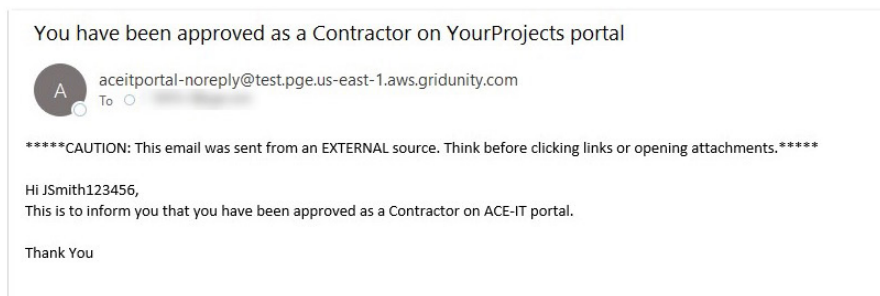 You have been approved as a Contractor on YourProjects portal
A
aceitportal-noreply@test.pge.us-east-1.aws.gridunity.com
To
*****CAUTION: This email was sent from an EXTERNAL source. Think before clicking links or opening attachments.*****
Hi JSmith123456,
This is to inform you that you have been approved as a Contractor on ACE-IT portal.
Thank You